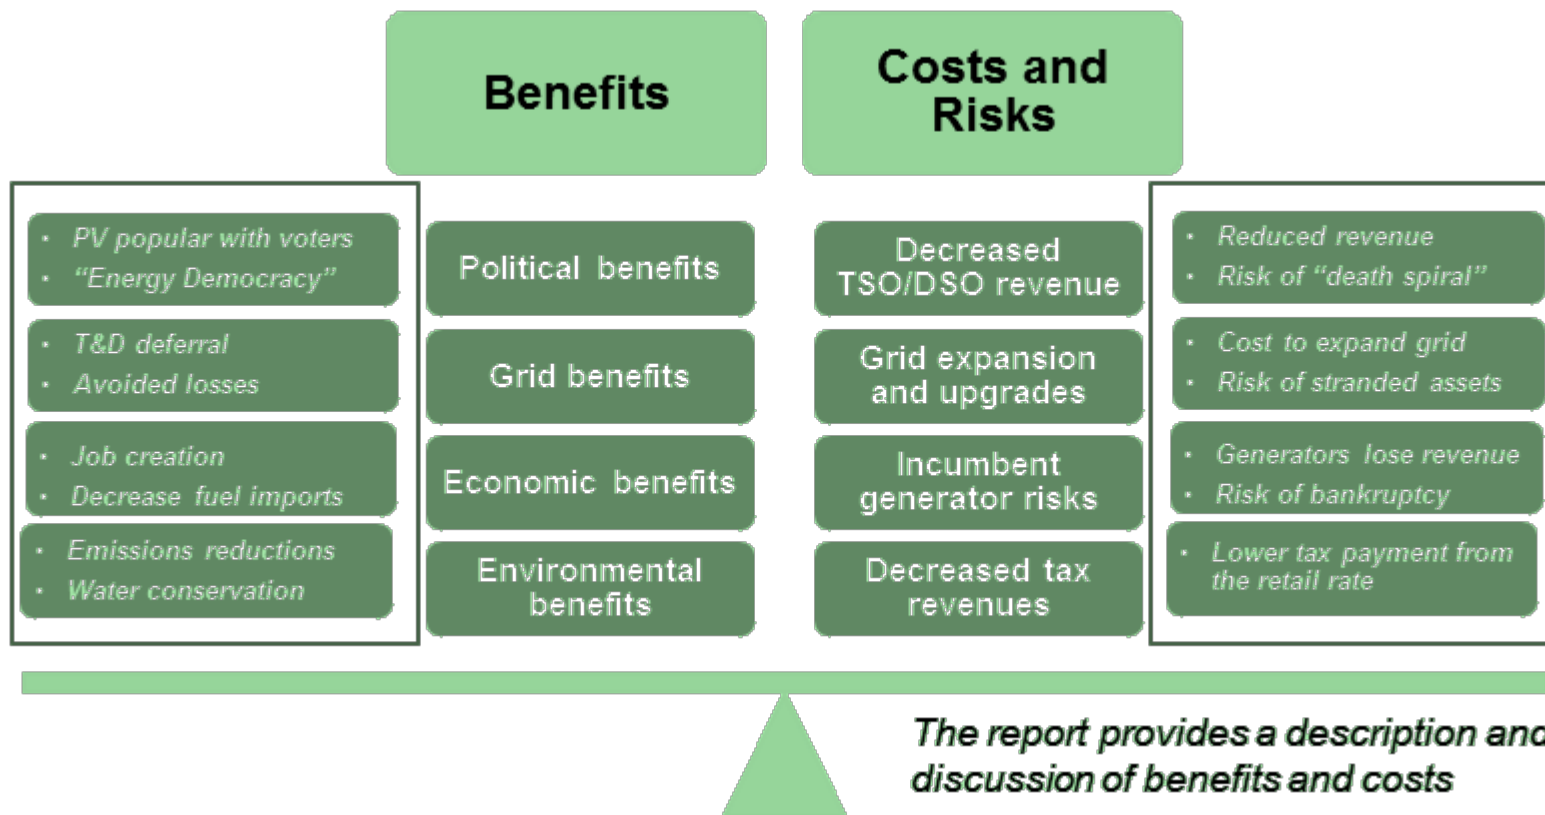 Benefits
Costs and
Risks
· PV popular with voters
· “Energy Democracy”
Political benefits
Decreased
TSO/DSO revenue
· Reduced revenue
· Risk of “death spiral”
· T&D deferral
· Avoided losses
Grid benefits
Grid expansion
and upgrades
· Cost to expand grid
· Risk of stranded assets
· Job creation
· Decrease fuel imports
Economic benefits
Incumbent
generator risks
· Generators lose revenue
· Risk of bankruptcy
· Emissions reductions
· Water conservation
Environmental
benefits
Decreased tax
revenues
· Lower tax payment from
the retail rate
The report provides a description and
discussion of benefits and costs